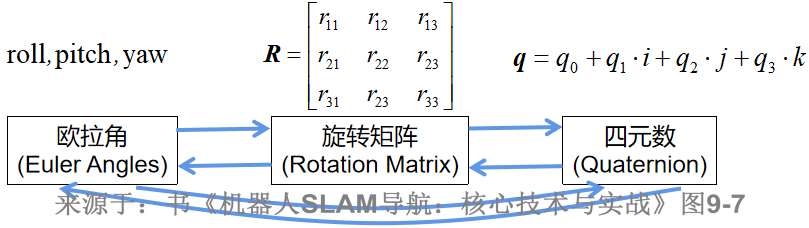 roll,pitch,yaw
R = [ r11 r12 r13
r21 r22 r23
r31 r23 r33 ]
q = q0 + q1 · i + q2 · j + q3 · k
欧拉角
(Euler Angles)
旋转矩阵
(Rotation Matrix)
四元数
(Quaternion)
来源于：书《机器人SLAM导航：核心技术与实战》图9-7